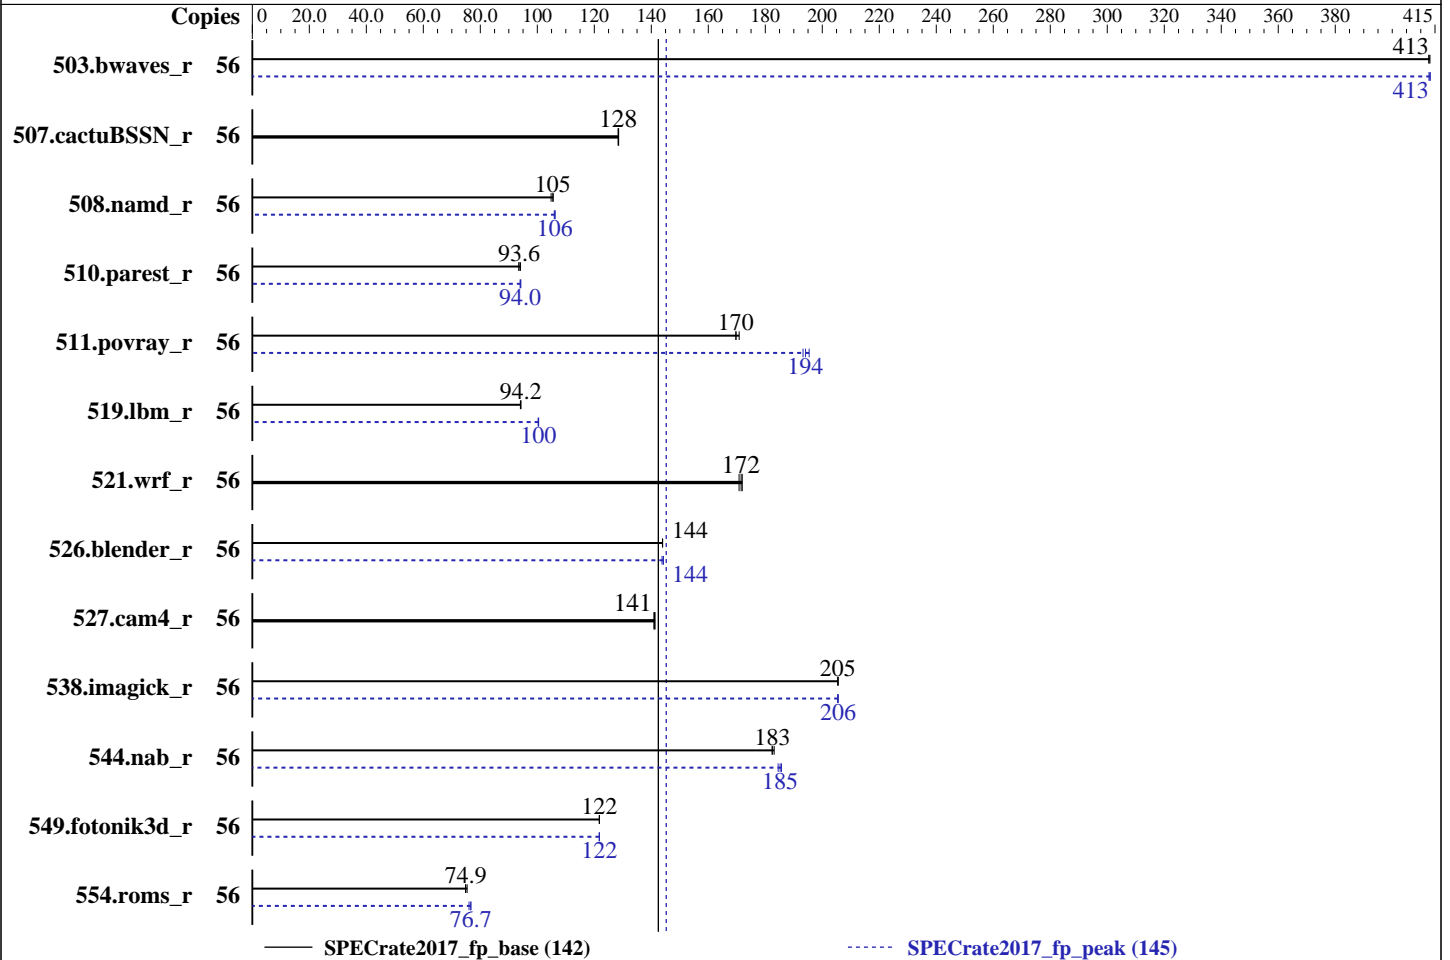 Copies 0 20.0 40.0 60.0 80.0 100 120 140 160 180 200 220 240 260 280 300 320 340 360 380 415
413
503.bwaves_r 56
413
128
507.cactuBSSN_r 56
105
508.namd_r 56
106
93.6
510.parest_r 56
94.0
170
511.povray_r 56
194
94.2
519.lbm_r 56
100
172
521.wrf_r 56
144
526.blender_r 56
144
141
527.cam4_r 56
205
538.imagick_r 56
206
183
544.nab_r 56
185
122
549.fotonik3d_r 56
122
74.9
554.roms_r 56
76.7
SPECrate2017_fp_base (142) SPECrate2017_fp_peak (145)